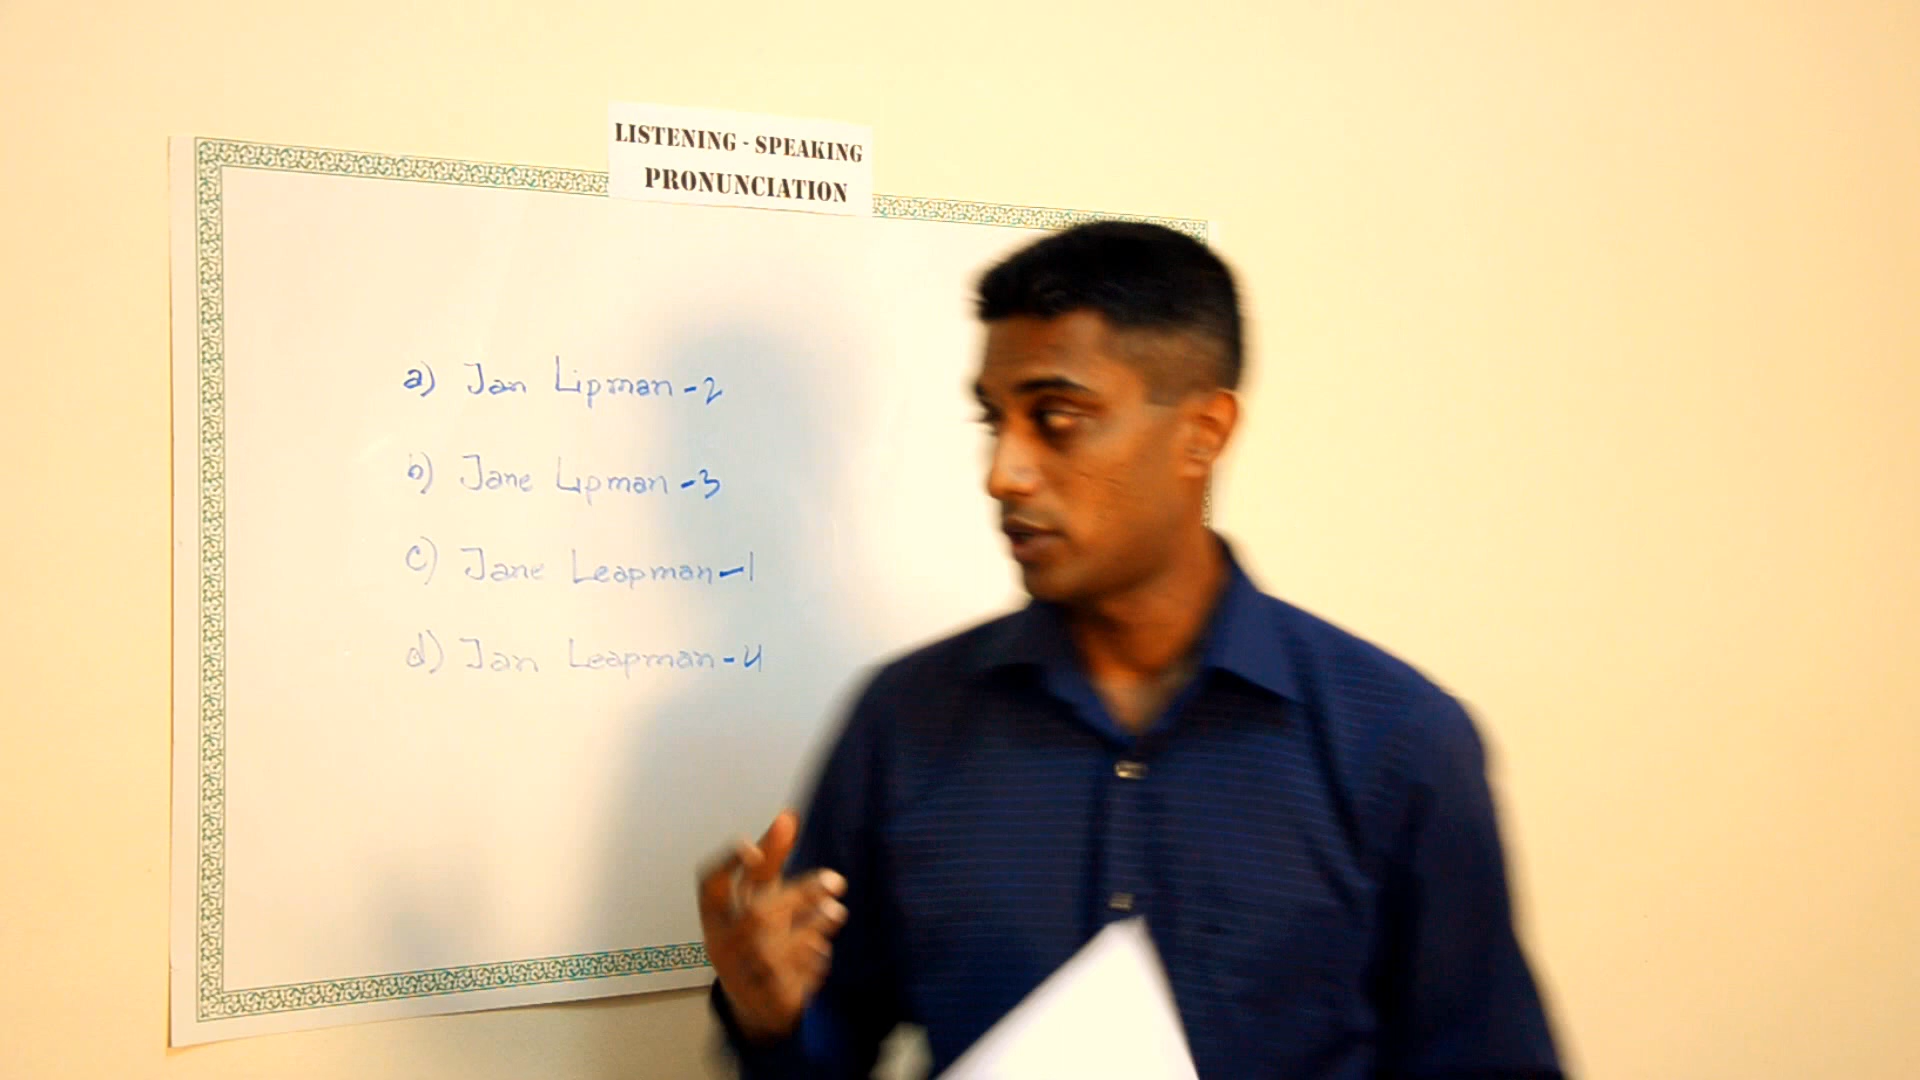 LISTENING - SPEAKING
PRONUNCIATION
a) Jan Lipman - 2
b) Jane Lipman - 3
c) Jane Leapman - 1
d) Jan Leapman - 4